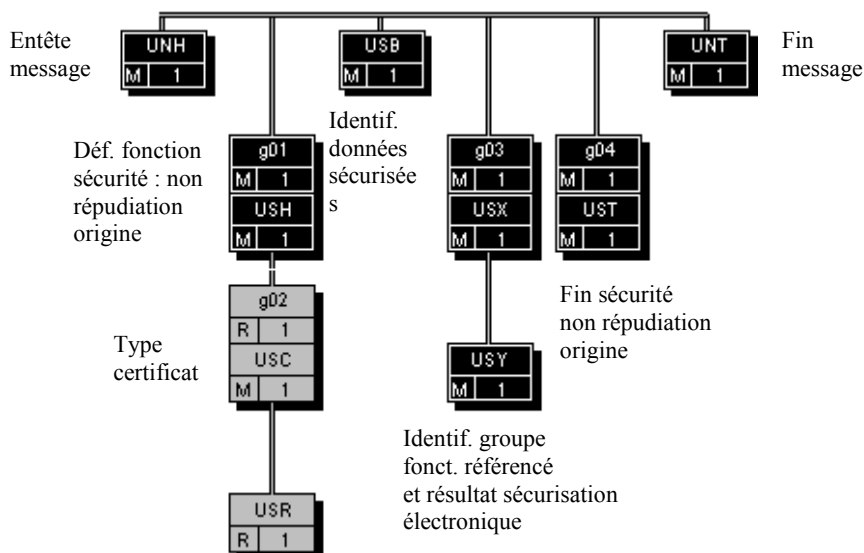 Entête
message
UNH
M 1
USB
M 1
UNT
M 1
Fin
message
Déf. fonction
sécurité : non
répudiation
origine
g01
M 1
USH
M 1
Identif.
données
sécurisée
s
g03
M 1
USX
M 1
g04
M 1
UST
M 1
Type
certificat
g02
R 1
USC
M 1
Fin sécurité
non répudiation
origine
USY
M 1
Identif. groupe
fonct. référencé
et résultat sécurisation
électronique
USR
R 1